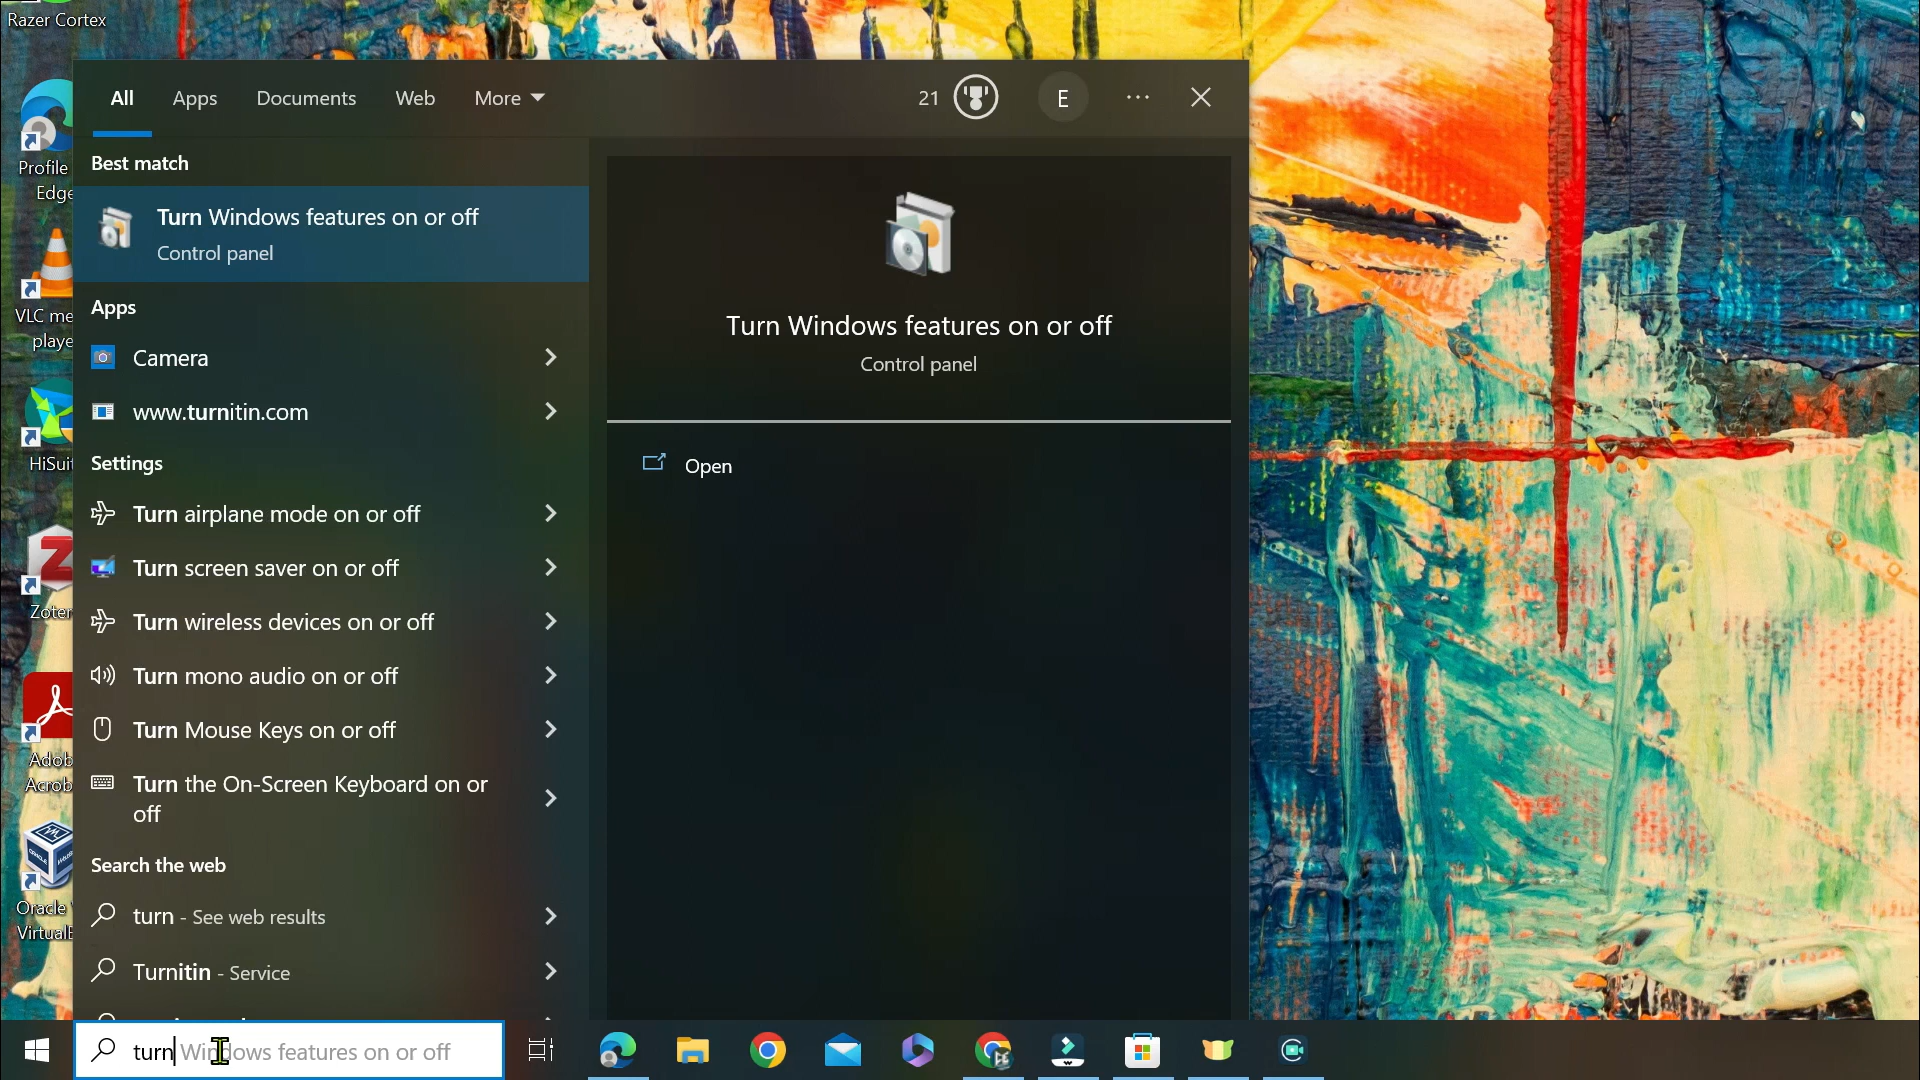 Razer Cortex
All Apps Documents Web More 21 E
Best match
Turn Windows features on or off
Control panel
Apps
Camera
www.turnitin.com
Settings
Turn airplane mode on or off
Turn screen saver on or off
Turn wireless devices on or off
Turn mono audio on or off
Turn Mouse Keys on or off
Turn the On-Screen Keyboard on or
off
Search the web
turn - See web results
Turnitin - Service
Turn Windows features on or off
Control panel
Open
Profile
Edge
VLC me
playe
HiSuit
Zoter
Adob
Acrob
Oracle
VirtualB
turn Windows features on or off